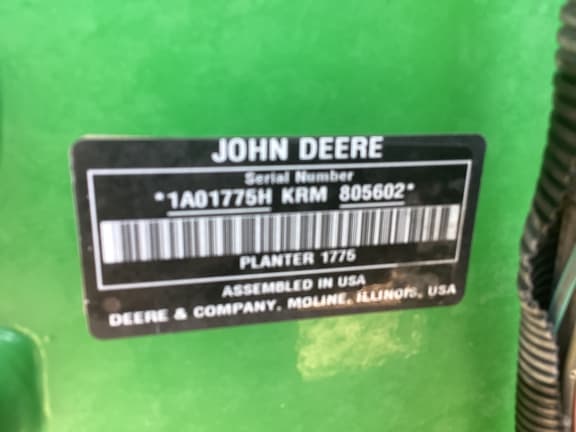 JOHN DEERE
Serial Number
*1A01775H KRM 805602*
PLANTER 1775
ASSEMBLED IN USA
DEERE & COMPANY, MOLINE, ILLINOIS, USA